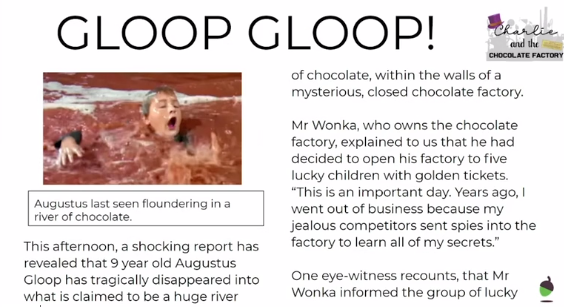 GLOOP GLOOP!
Charlie
and the
CHOCOLATE FACTORY
Augustus last seen floundering in a
river of chocolate.
This afternoon, a shocking report has
revealed that 9 year old Augustus
Gloop has tragically disappeared into
what is claimed to be a huge river
of chocolate, within the walls of a
mysterious, closed chocolate factory.
Mr Wonka, who owns the chocolate
factory, explained to us that he had
decided to open his factory to five
lucky children with golden tickets.
“This is an important day. Years ago, I
went out of business because my
jealous competitors sent spies into the
factory to learn all of my secrets.”
One eye-witness recounts, that Mr
Wonka informed the group of lucky